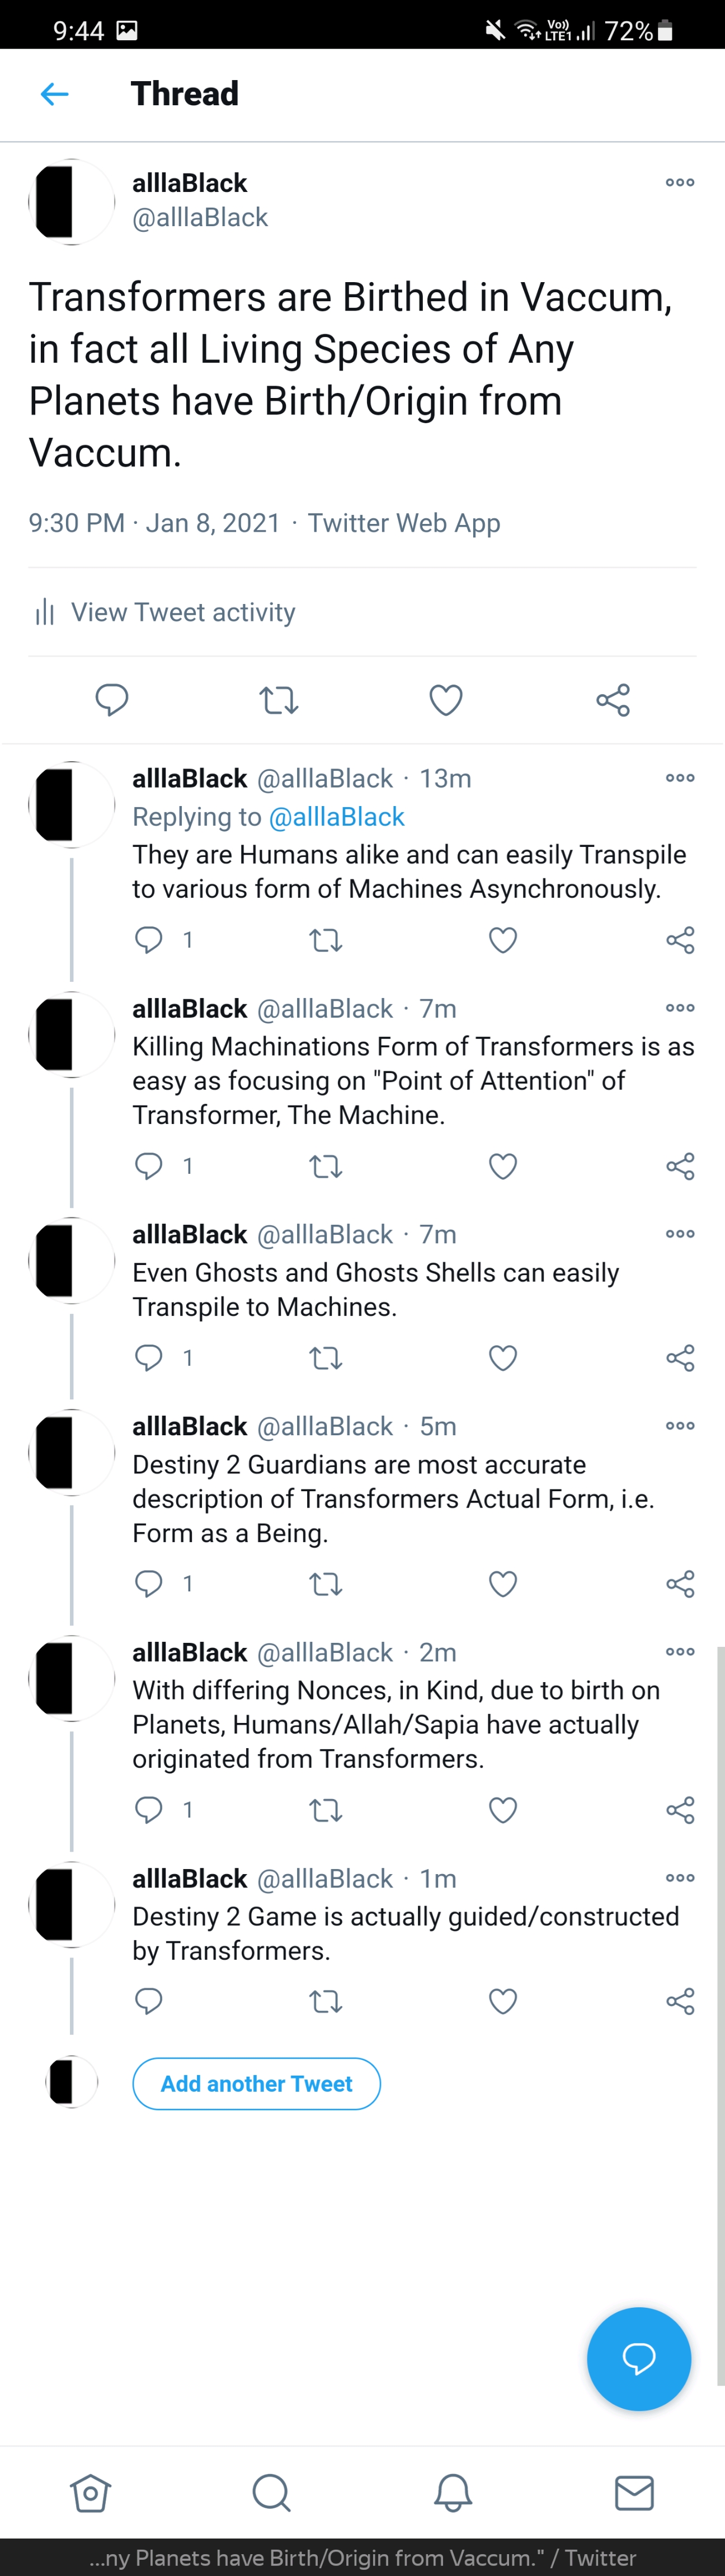 9:44
Vo))
LTE1
72%
Thread
alllaBlack
@alllaBlack
Transformers are Birthed in Vaccum,
in fact all Living Species of Any
Planets have Birth/Origin from
Vaccum.
9:30 PM · Jan 8, 2021 · Twitter Web App
View Tweet activity
alllaBlack @alllaBlack · 13m
Replying to @alllaBlack
They are Humans alike and can easily Transpile
to various form of Machines Asynchronously.
1
alllaBlack @alllaBlack · 7m
Killing Machinations Form of Transformers is as
easy as focusing on "Point of Attention" of
Transformer, The Machine.
1
alllaBlack @alllaBlack · 7m
Even Ghosts and Ghosts Shells can easily
Transpile to Machines.
1
alllaBlack @alllaBlack · 5m
Destiny 2 Guardians are most accurate
description of Transformers Actual Form, i.e.
Form as a Being.
1
alllaBlack @alllaBlack · 2m
With differing Nonces, in Kind, due to birth on
Planets, Humans/Allah/Sapia have actually
originated from Transformers.
1
alllaBlack @alllaBlack · 1m
Destiny 2 Game is actually guided/constructed
by Transformers.
Add another Tweet
...ny Planets have Birth/Origin from Vaccum." / Twitter